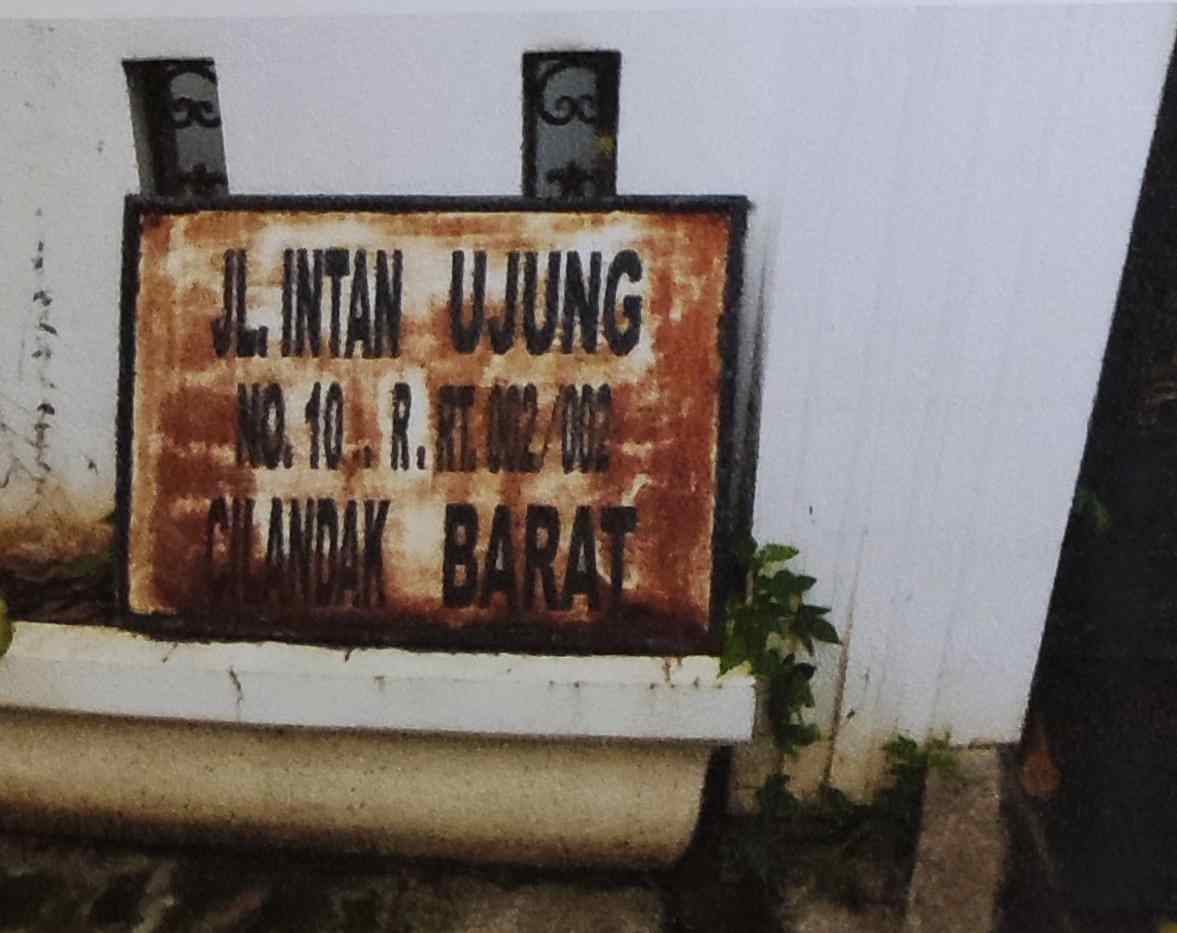 JL. INTAN UJUNG
NO. 10 . R. RT. 002/002
CILANDAK BARAT